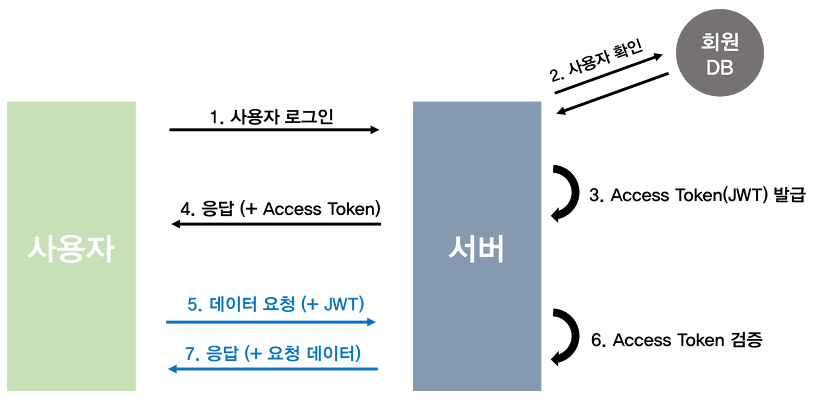 회원
DB
2. 사용자 확인
1. 사용자 로그인
3. Access Token(JWT) 발급
4. 응답 (+ Access Token)
사용자
서버
5. 데이터 요청 (+ JWT)
6. Access Token 검증
7. 응답 (+ 요청 데이터)